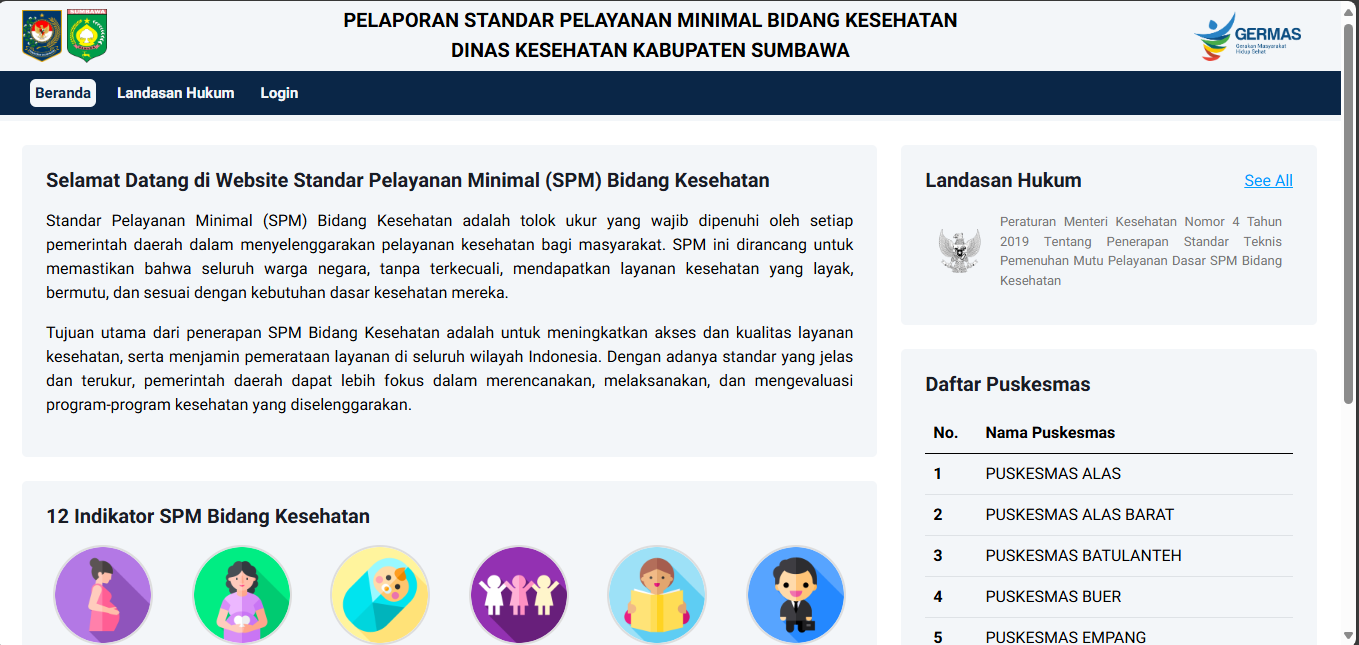 SUMBAWA
PELAPORAN STANDAR PELAYANAN MINIMAL BIDANG KESEHATAN
DINAS KESEHATAN KABUPATEN SUMBAWA
GERMAS
Gerakan Masyarakat
Hidup Sehat
Beranda
Landasan Hukum
Login
Selamat Datang di Website Standar Pelayanan Minimal (SPM) Bidang Kesehatan
Standar Pelayanan Minimal (SPM) Bidang Kesehatan adalah tolok ukur yang wajib dipenuhi oleh setiap
pemerintah daerah dalam menyelenggarakan pelayanan kesehatan bagi masyarakat. SPM ini dirancang untuk
memastikan bahwa seluruh warga negara, tanpa terkecuali, mendapatkan layanan kesehatan yang layak,
bermutu, dan sesuai dengan kebutuhan dasar kesehatan mereka.
Tujuan utama dari penerapan SPM Bidang Kesehatan adalah untuk meningkatkan akses dan kualitas layanan
kesehatan, serta menjamin pemerataan layanan di seluruh wilayah Indonesia. Dengan adanya standar yang jelas
dan terukur, pemerintah daerah dapat lebih fokus dalam merencanakan, melaksanakan, dan mengevaluasi
program-program kesehatan yang diselenggarakan.
12 Indikator SPM Bidang Kesehatan
Landasan Hukum
See All
Peraturan Menteri Kesehatan Nomor 4 Tahun
2019 Tentang Penerapan Standar Teknis
Pemenuhan Mutu Pelayanan Dasar SPM Bidang
Kesehatan
Daftar Puskesmas
No. Nama Puskesmas
1 PUSKESMAS ALAS
2 PUSKESMAS ALAS BARAT
3 PUSKESMAS BATULANTEH
4 PUSKESMAS BUER
5 PUSKESMAS EMPANG